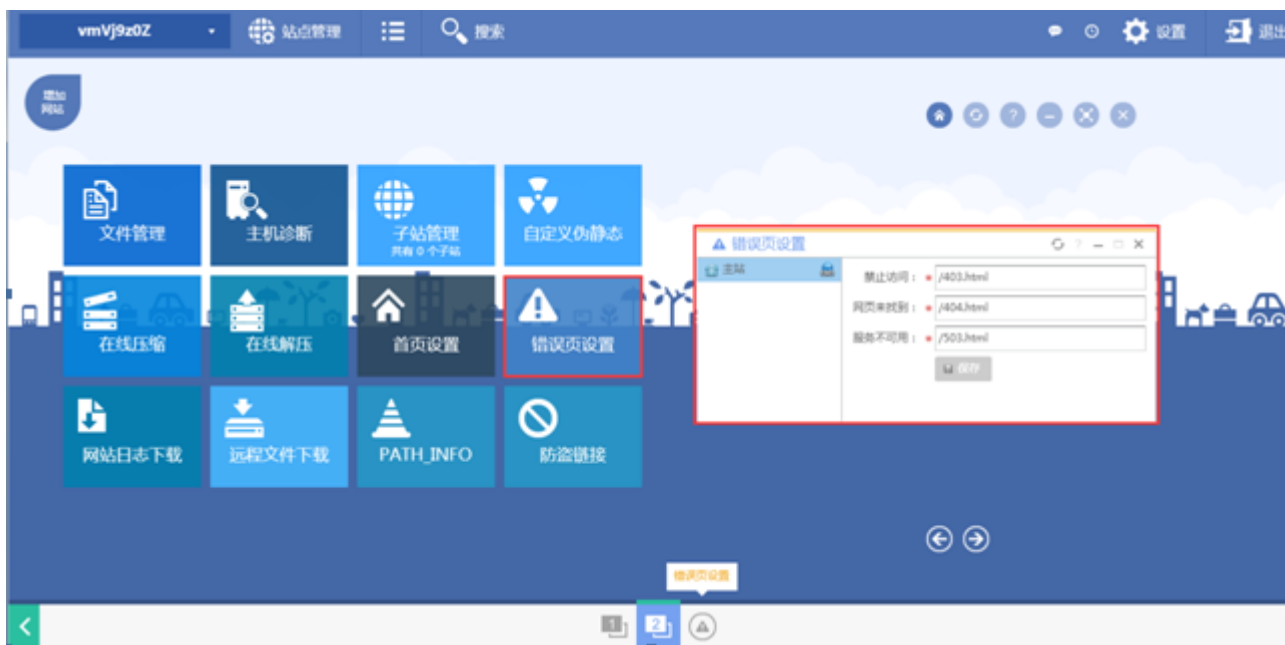 vmVj9z0Z
站点管理
搜索
设置
退出
增加
网站
文件管理
主机诊断
子站管理
共有 0 个子站
自定义伪静态
在线压缩
在线解压
首页设置
错误页设置
网站日志下载
远程文件下载
PATH_INFO
防盗链接
错误页设置
主站
禁止访问： * /403.html
网页未找到： * /404.html
服务不可用： * /503.html
保存
错误页设置
1
2